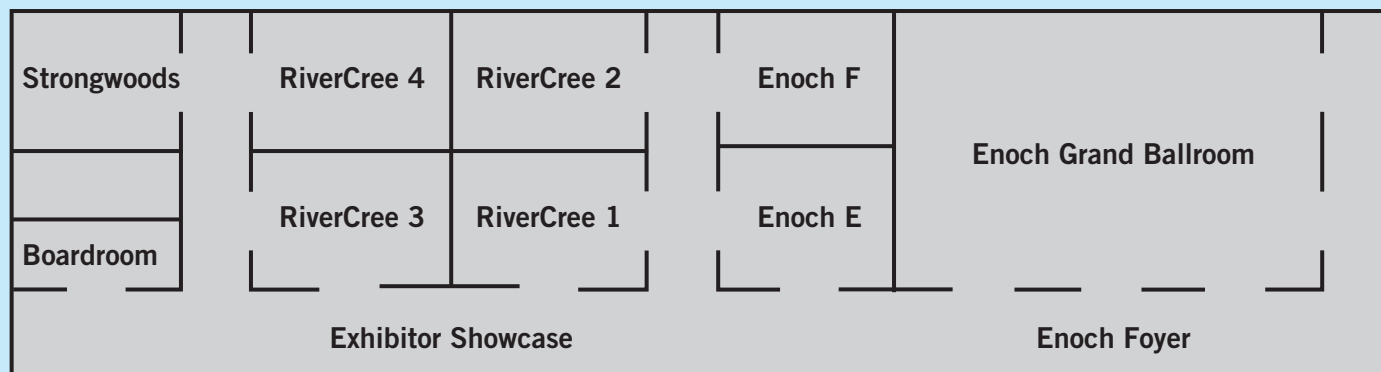 Strongwoods
RiverCree 4
RiverCree 2
Enoch F
Enoch Grand Ballroom
RiverCree 3
RiverCree 1
Enoch E
Boardroom
Exhibitor Showcase
Enoch Foyer